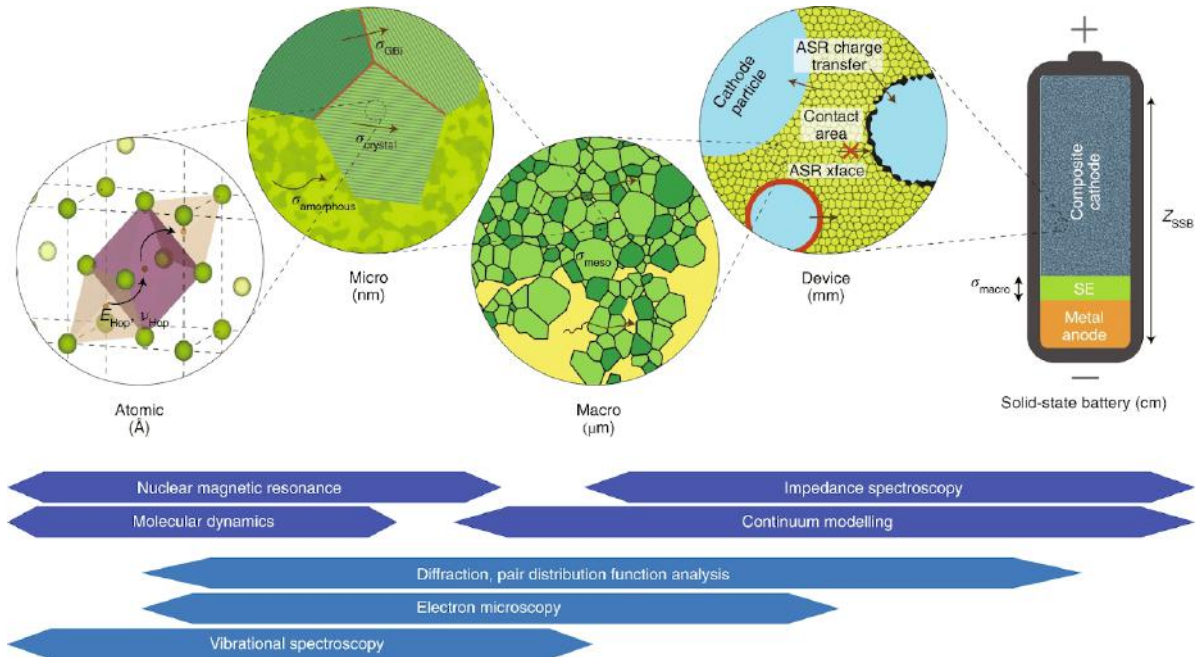 σGBi
σcrystal
σamorphous
Micro
(nm)
EHop, νHop
Atomic
(Å)
σmeso
Macro
(μm)
Cathode
particle
ASR charge
transfer
Contact
area
ASR xface
Device
(mm)
+
Composite
cathode
SE
Metal
anode
σmacro
ZSSB
−
Solid-state battery (cm)
Nuclear magnetic resonance
Impedance spectroscopy
Molecular dynamics
Continuum modelling
Diffraction, pair distribution function analysis
Electron microscopy
Vibrational spectroscopy